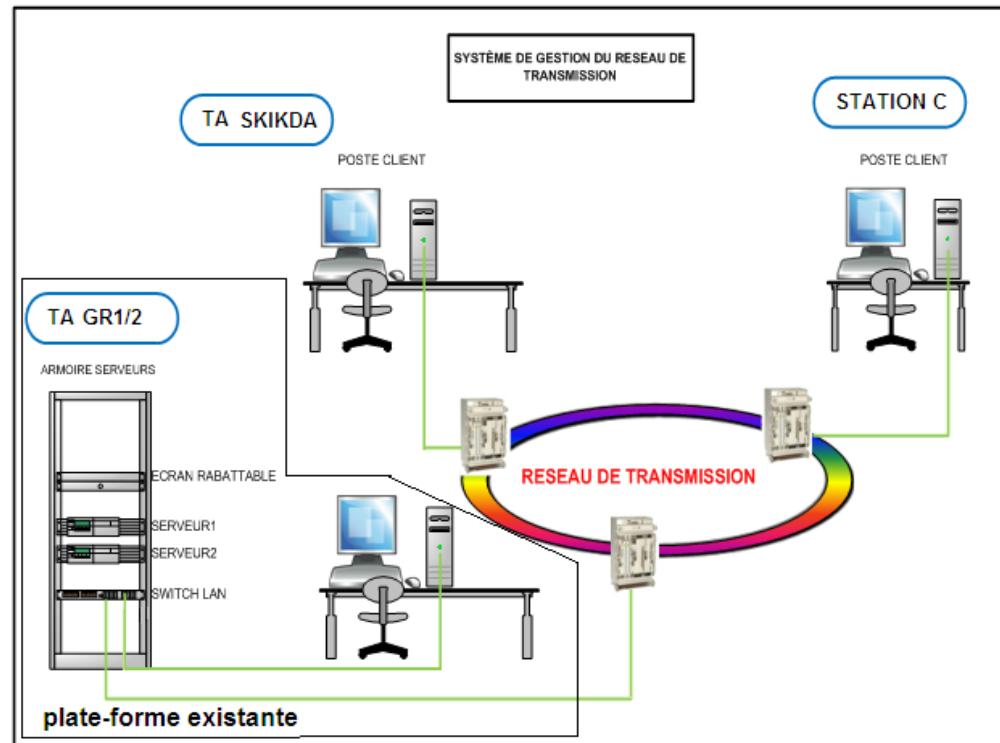 SYSTÈME DE GESTION DU RESEAU DE
TRANSMISSION
TA SKIKDA
STATION C
POSTE CLIENT
POSTE CLIENT
TA GR1/2
ARMOIRE SERVEURS
ECRAN RABATTABLE
RESEAU DE TRANSMISSION
SERVEUR1
SERVEUR2
SWITCH LAN
plate-forme existante